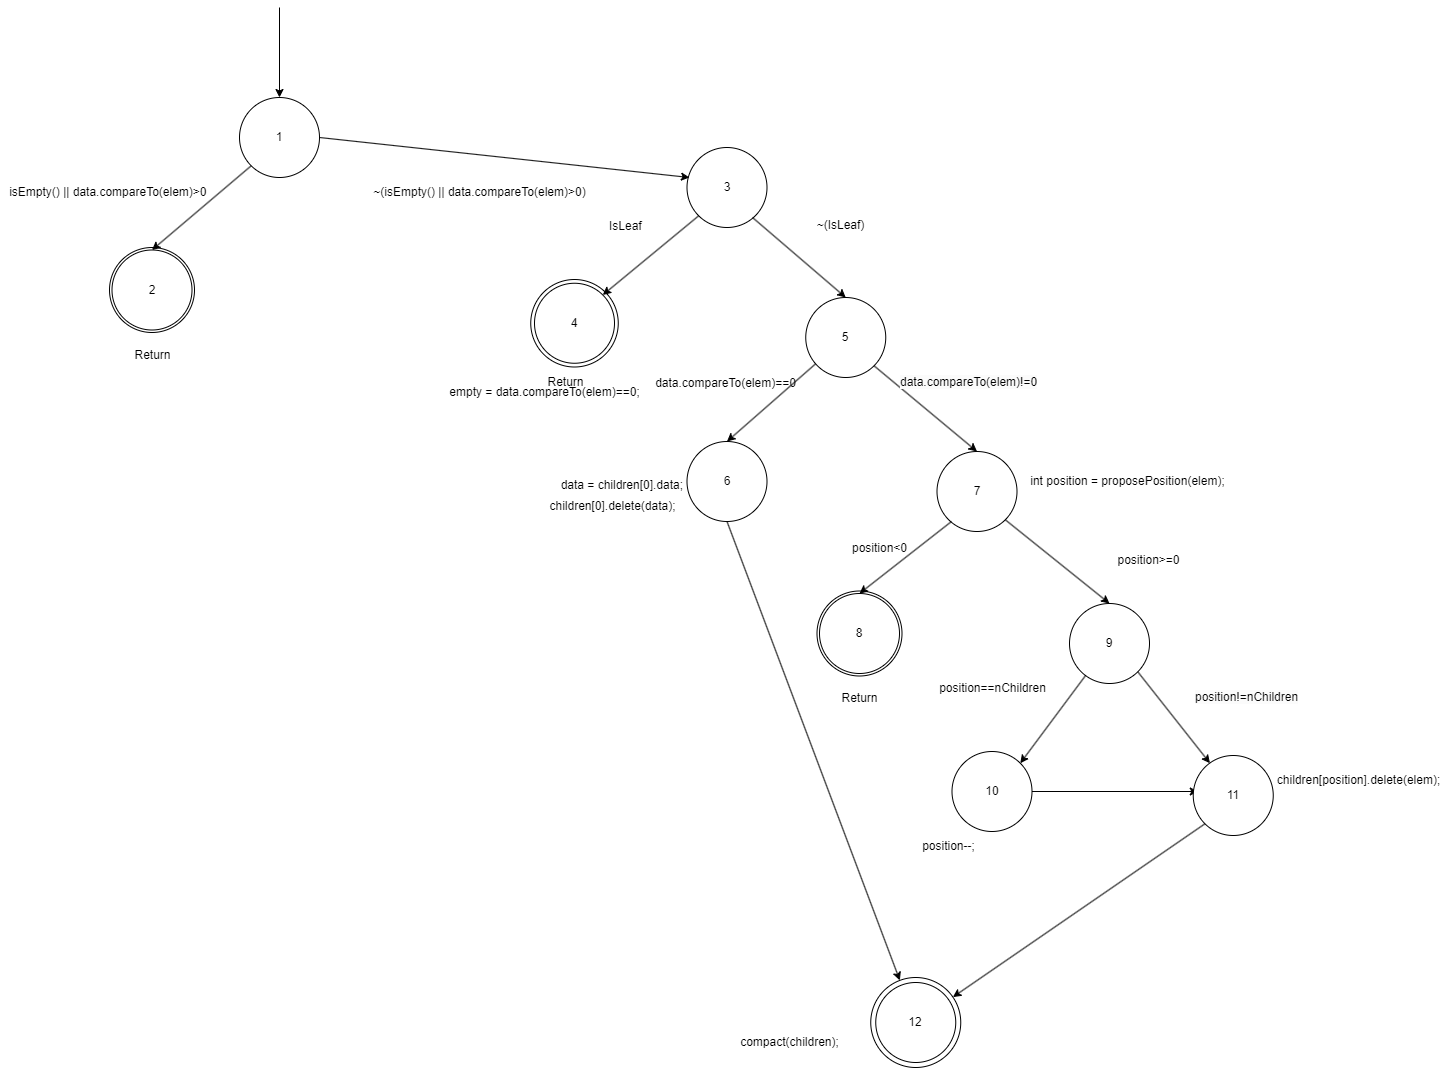 1
isEmpty() || data.compareTo(elem)>0
~(isEmpty() || data.compareTo(elem)>0)
3
IsLeaf
~(IsLeaf)
2
Return
4
Return
empty = data.compareTo(elem)==0;
5
data.compareTo(elem)==0
data.compareTo(elem)!=0
6
data = children[0].data;
children[0].delete(data);
7
int position = proposePosition(elem);
position<0
position>=0
8
Return
9
position==nChildren
position!=nChildren
10
position--;
11
children[position].delete(elem);
12
compact(children);